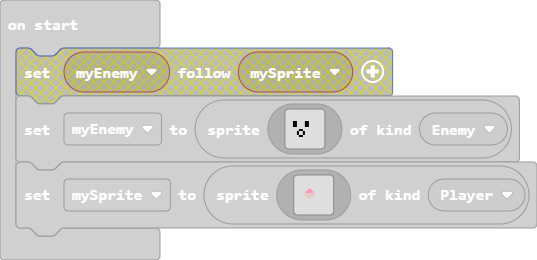 on start
set myEnemy follow mySprite
set myEnemy to sprite of kind Enemy
set mySprite to sprite of kind Player